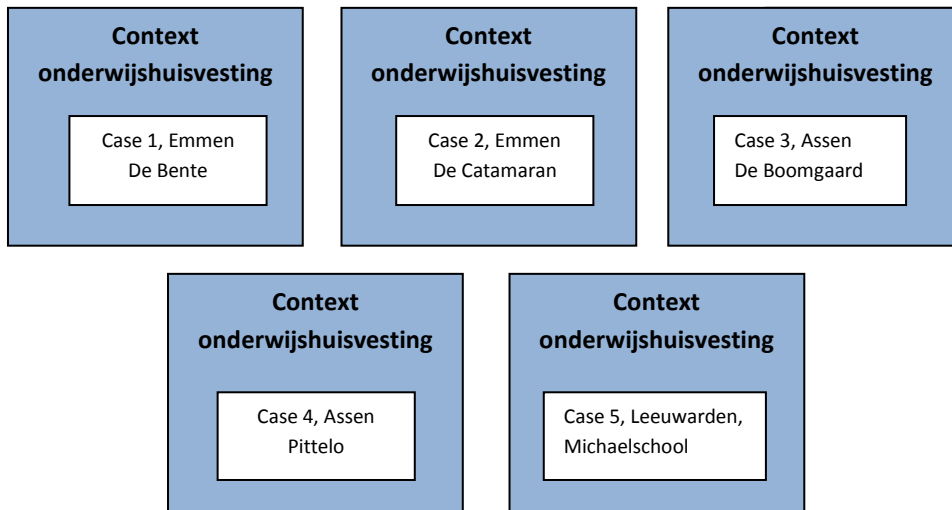 Context
onderwijshuisvesting
Case 1, Emmen
De Bente
Context
onderwijshuisvesting
Case 2, Emmen
De Catamaran
Context
onderwijshuisvesting
Case 3, Assen
De Boomgaard
Context
onderwijshuisvesting
Case 4, Assen
Pittelo
Context
onderwijshuisvesting
Case 5, Leeuwarden,
Michaelschool